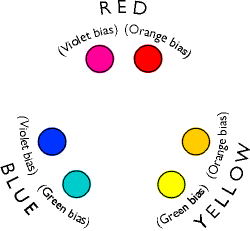 RED
(Violet bias) (Orange bias)
(Violet bias)
(Green bias)
BLUE
(Orange bias)
(Green bias)
YELLOW